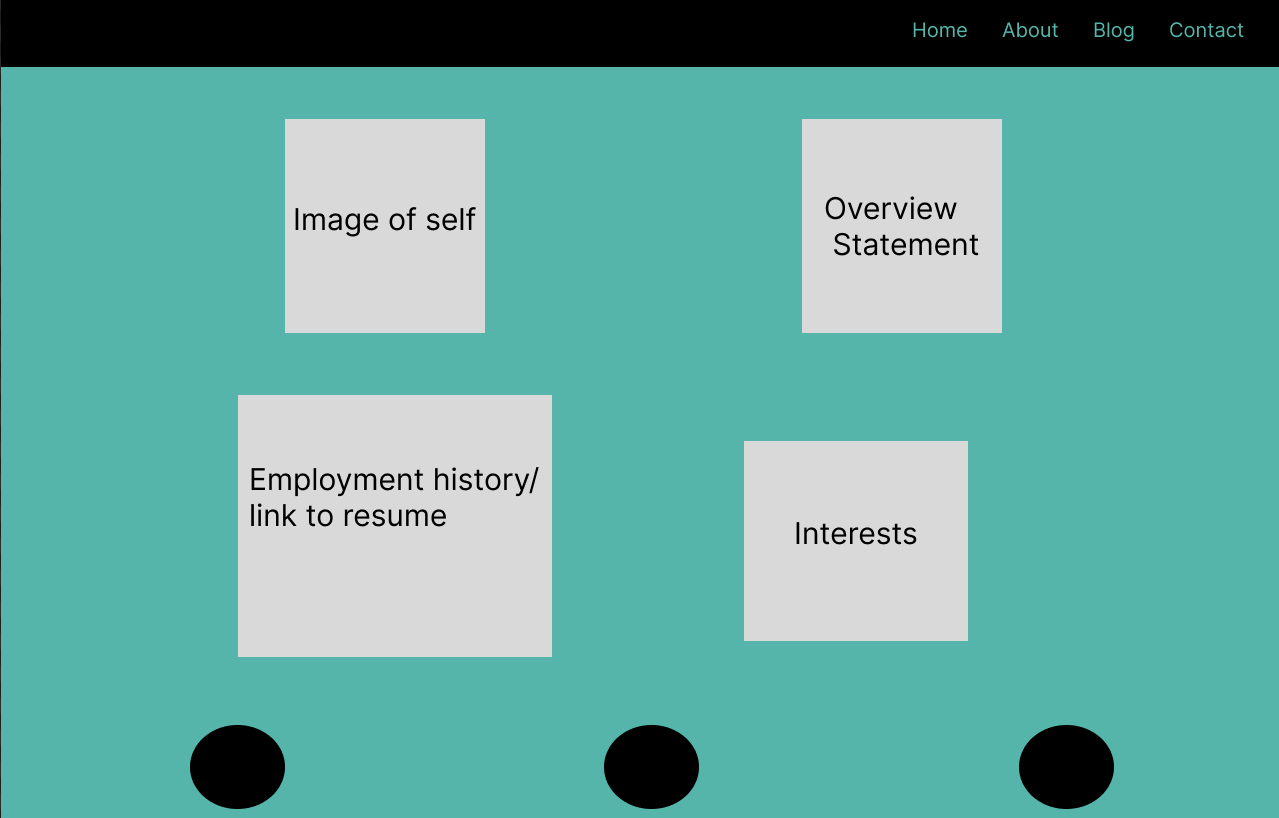 Home About Blog Contact
Image of self
Overview
Statement
Employment history/
link to resume
Interests